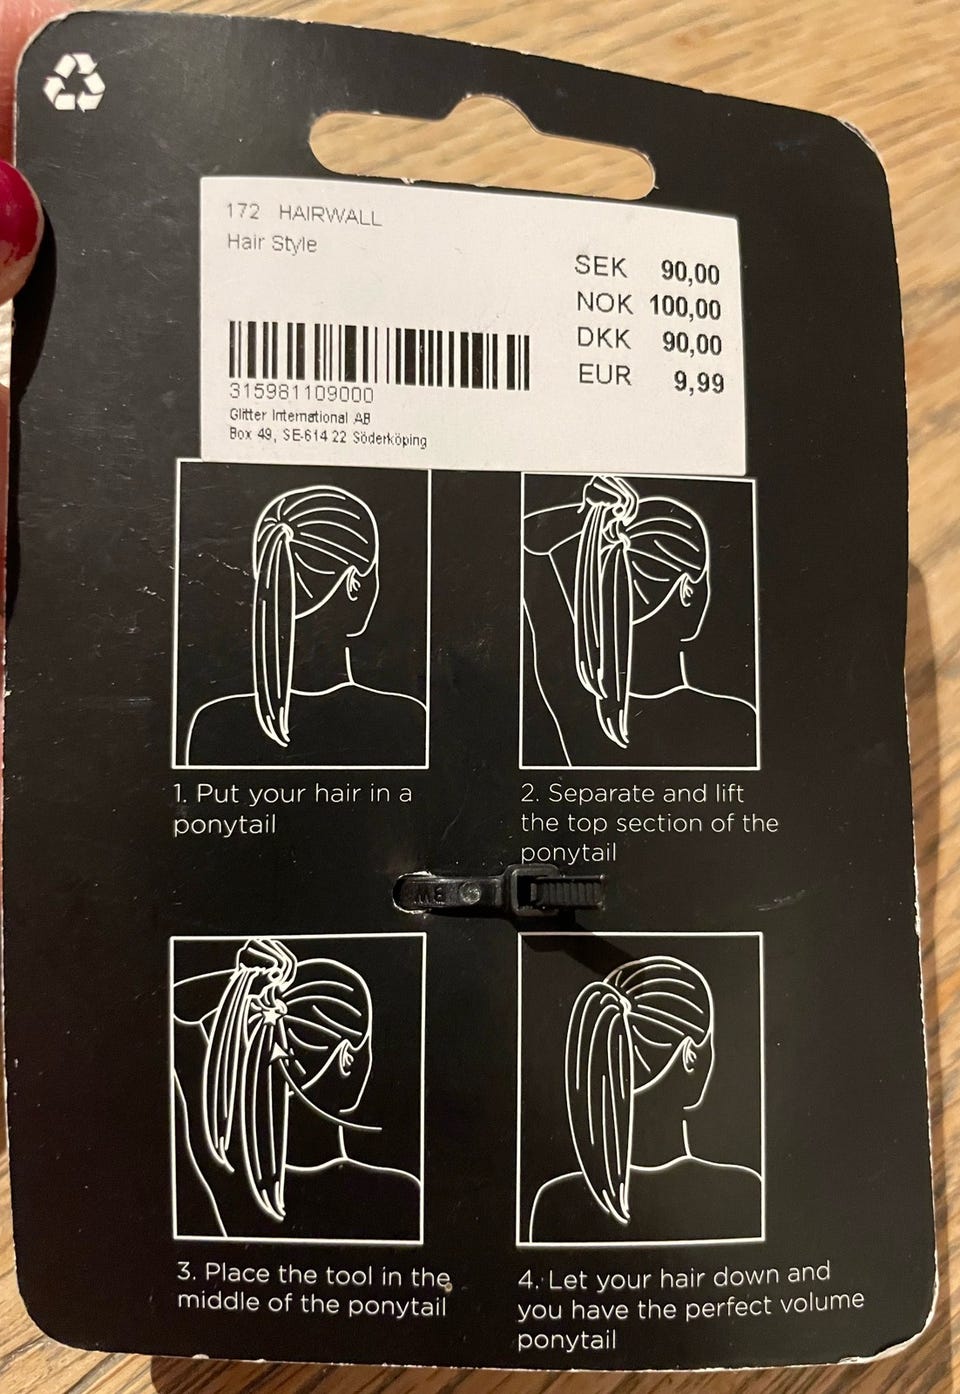 172 HAIRWALL
Hair Style
SEK 90,00
NOK 100,00
DKK 90,00
EUR 9,99
315981109000
Glitter International AB
Box 49, SE-614 22 Söderköping
1. Put your hair in a
ponytail
2. Separate and lift
the top section of the
ponytail
3. Place the tool in the
middle of the ponytail
4. Let your hair down and
you have the perfect volume
ponytail